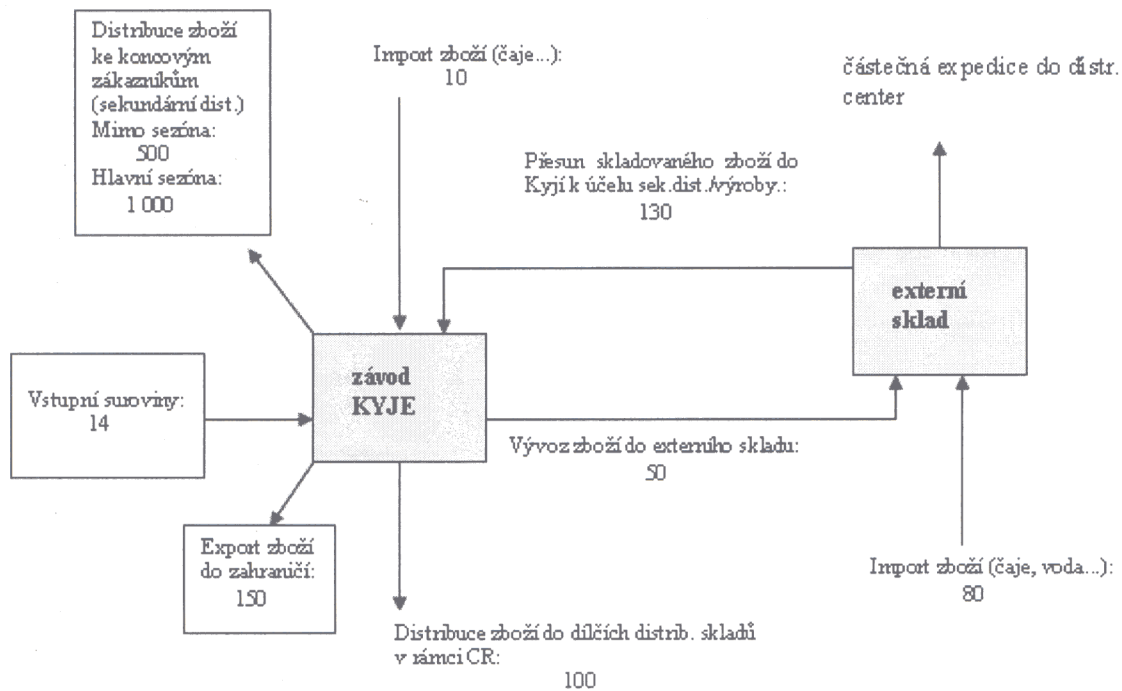 Distribuce zboží
ke koncovým
zákazníkům
(sekundární dist.)
Mimo sezóna:
500
Hlavní sezóna:
1 000
Import zboží (čaje...):
10
částečná expedice do distr.
center
Přesun skladovaného zboží do
Kyjí k účelu sek.dist./výroby.:
130
externí
sklad
závod
KYJE
Vstupní suroviny:
14
Vývoz zboží do externího skladu:
50
Export zboží
do zahraničí:
150
Import zboží (čaje, voda...):
80
Distribuce zboží do dílčích distrib. skladů
v rámci CR:
100